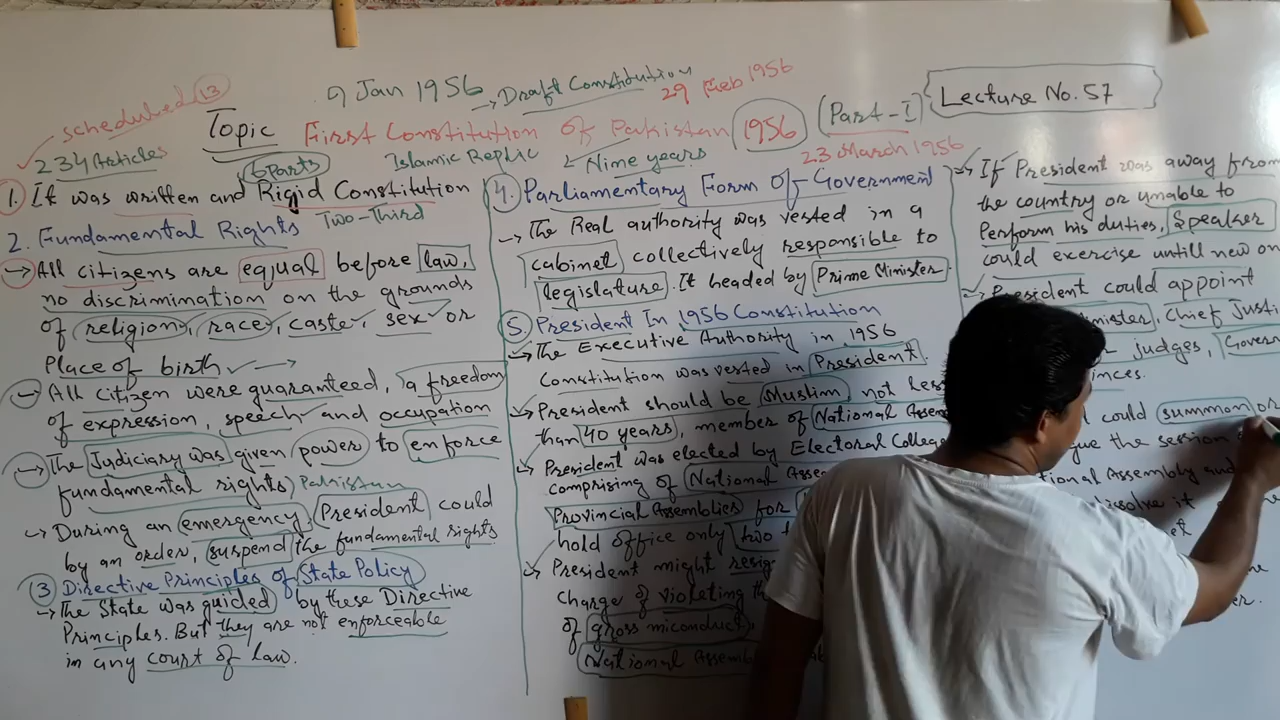 9 Jan 1956 → Draft Constitution 29 Feb 1956
Lecture No. 57
scheduled 13
Topic First Constitution of Pakistan 1956 (Part-I)
234 Articles 6 Parts Islamic Replic Nime years 23 March 1956
1. It was written and Rigid Constitution
Two-Third
2. Fundamental Rights
→ All citizens are equal before law,
no discrimination on the grounds
of religion, race, caste, sex or
Place of birth
→ All citizen were guaranteed, a freedom
of expression, speech and occupation
→ The Judiciary was given power to enforce
fundamental rights) Pakistan
→ During an emergency, President could
by an order, suspend the fundamental rights
3 Directive Principles of State Policy
→ The State was guided by these Directive
Principles. But they are not enforceable
in any court of law.
4. Parliamentary Form of Government
→ The Real authority was vested in a
cabinet collectively responsible to
legislature. It headed by Prime Minister.
5. President In 1956 Constitution
→ The Executive Authority in 1956
Constitution was vested in President.
→ President should be Muslim not less
than 40 years, member of National
President was elected by Electoral College
comprising of National
Provincial Assemblies for
hold office only two
→ President might
charge of violating
of gross miconduct,
National
→ If President was away from
the country or unable to
Perform his duties, Speaker
could exercise untill new
President could appoint
Chief
judges,
could summon or
the session
Assembly and
it